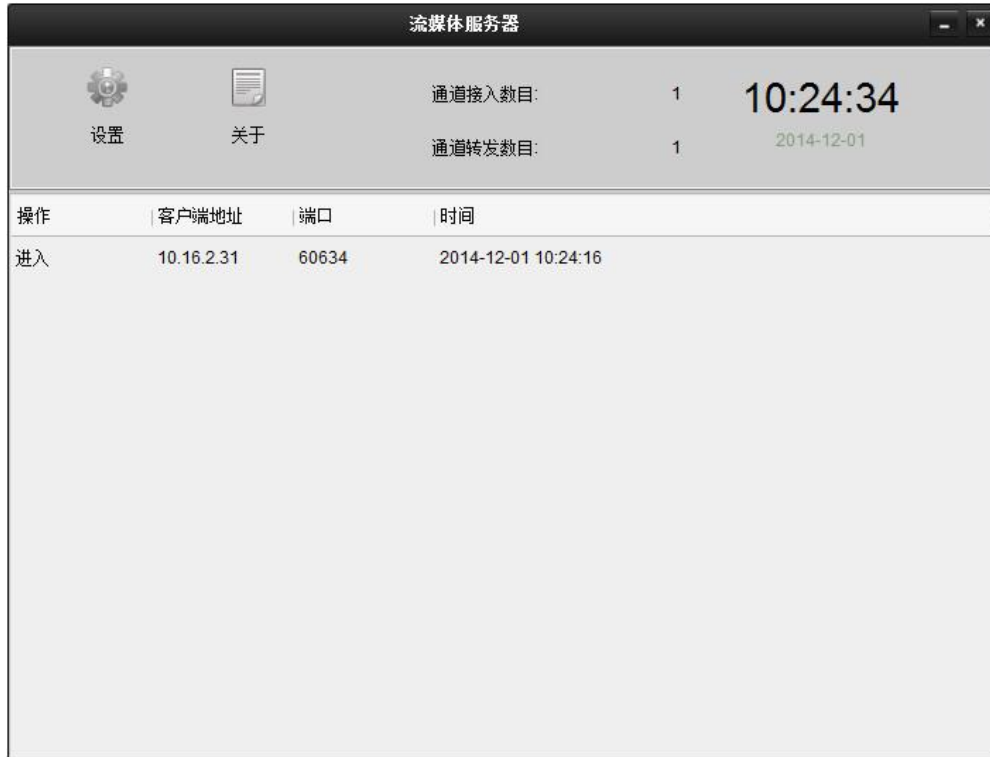 流媒体服务器
通道接入数目: 1 10:24:34
设置 关于
通道转发数目: 1 2014-12-01
操作 客户端地址 端口 时间
进入 10.16.2.31 60634 2014-12-01 10:24:16